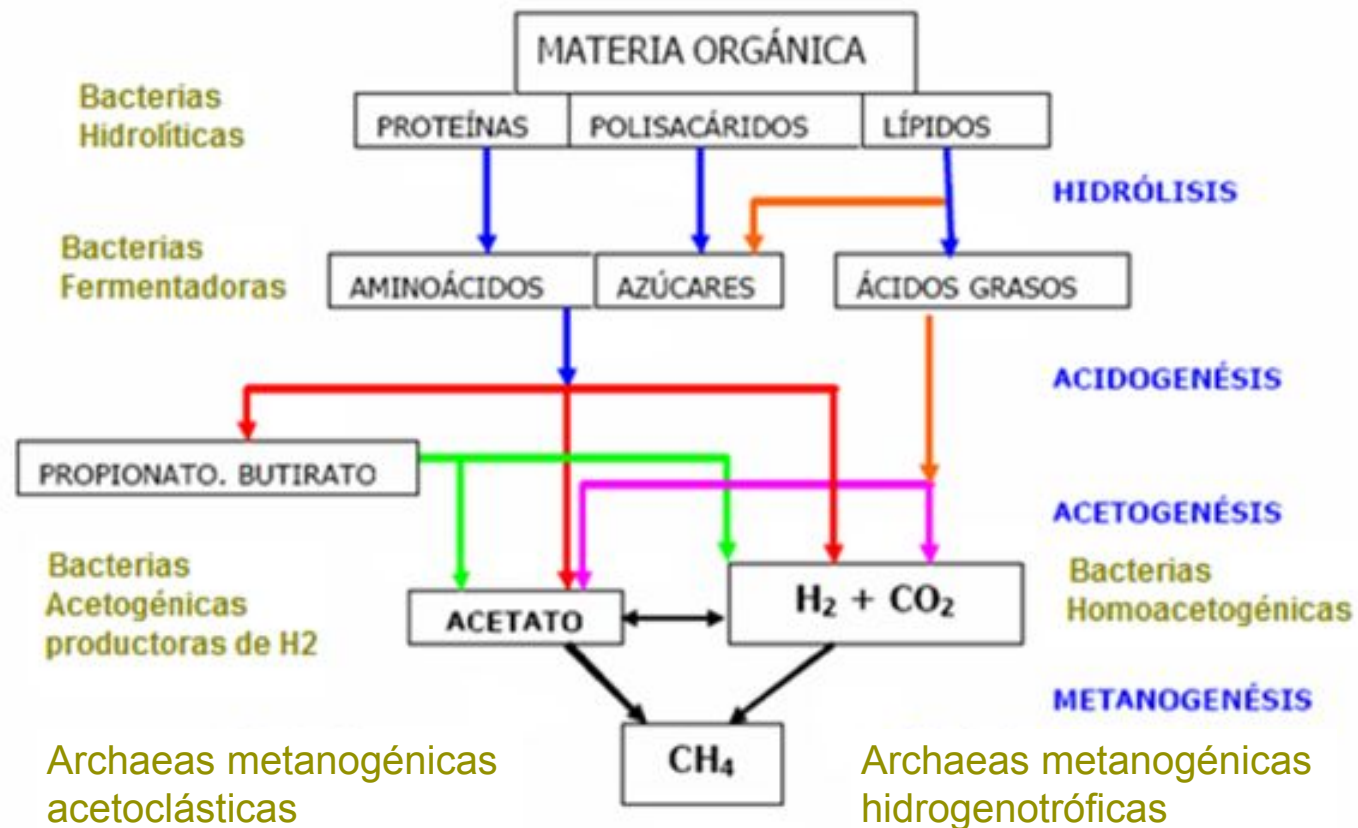 MATERIA ORGÁNICA
Bacterias
Hidrolíticas
PROTEÍNAS
POLISACÁRIDOS
LÍPIDOS
HIDRÓLISIS
Bacterias
Fermentadoras
AMINOÁCIDOS
AZÚCARES
ÁCIDOS GRASOS
ACIDOGENÉSIS
PROPIONATO. BUTIRATO
ACETOGENÉSIS
Bacterias
Acetogénicas
productoras de H2
ACETATO
H₂ + CO₂
Bacterias
Homoacetogénicas
METANOGENÉSIS
CH₄
Archaeas metanogénicas
acetoclásticas
Archaeas metanogénicas
hidrogenotróficas